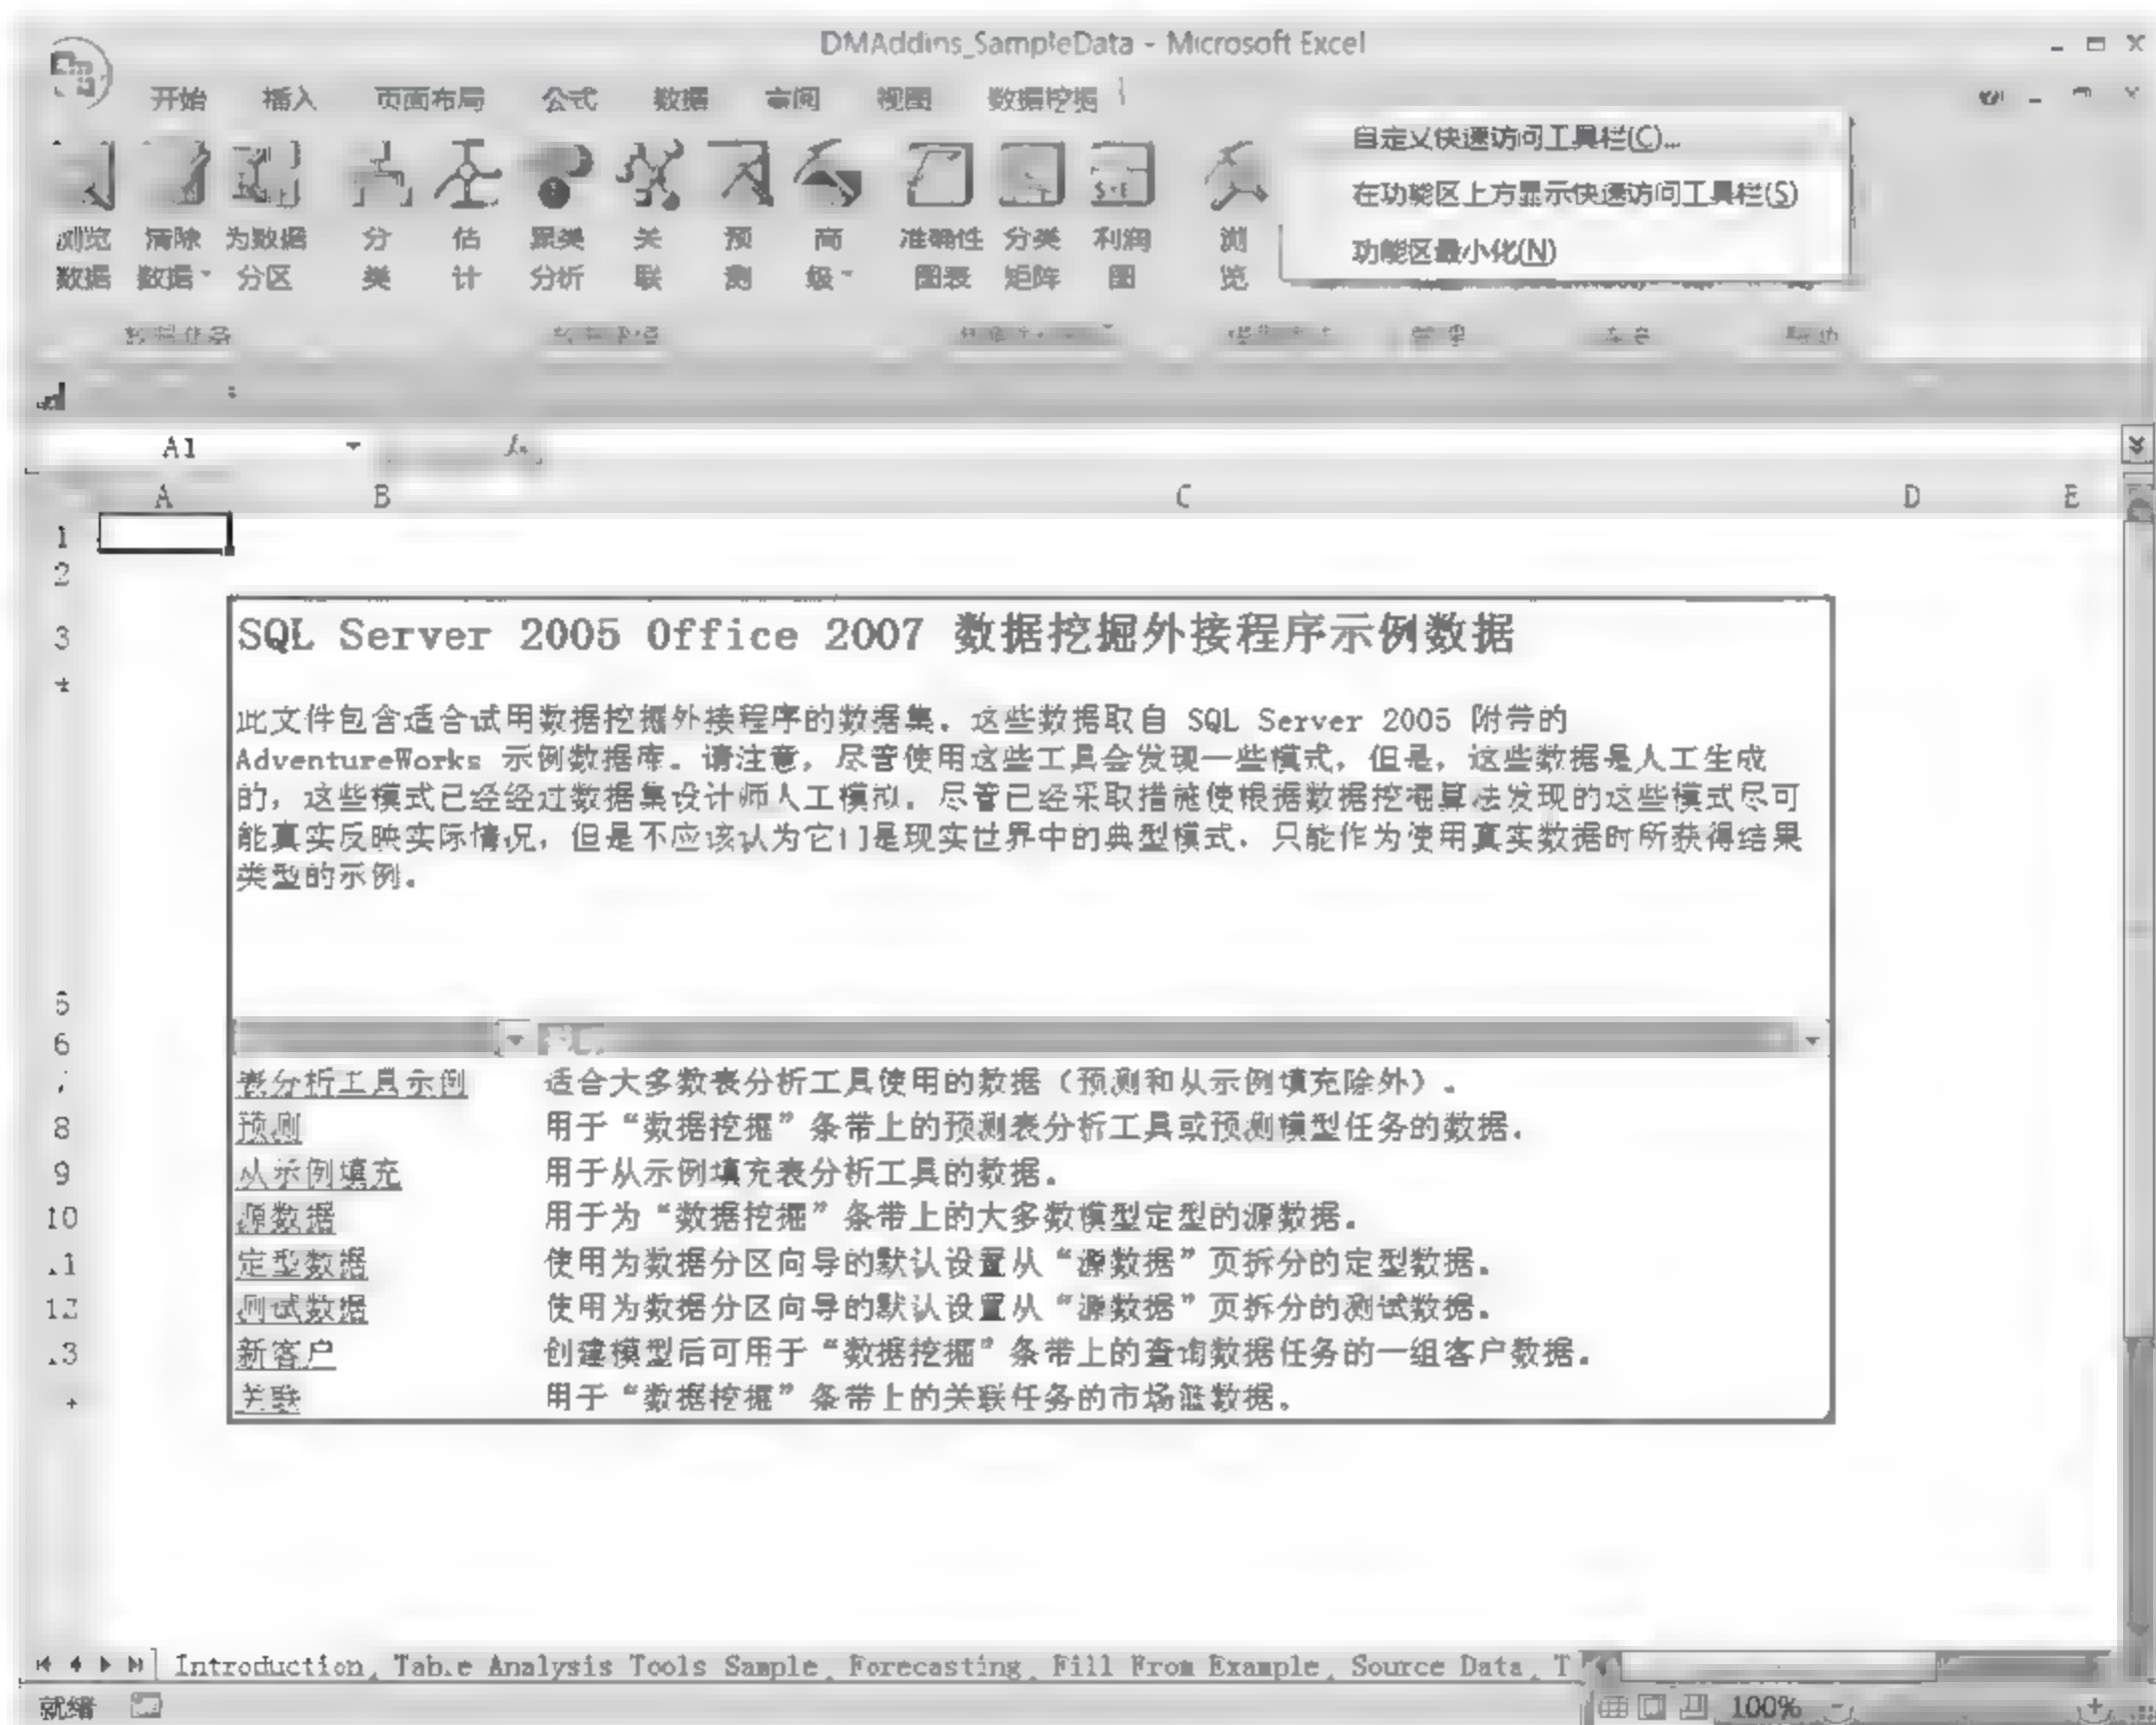 DMAddins_SampleData - Microsoft Excel
开始 插入 页面布局 公式 数据 审阅 视图 数据挖掘
自定义快速访问工具栏(C)...
在功能区上方显示快速访问工具栏(S)
功能区最小化(N)
浏览 清除 为数据 分 估 聚类 关 预 高 准确性 分类 利润 浏
数据 数据 分区 类 计 分析 联 测 级 图表 矩阵 图 览
A1
A B C D E
1
2
3 SQL Server 2005 Office 2007 数据挖掘外接程序示例数据
此文件包含适合试用数据挖掘外接程序的数据集。这些数据取自 SQL Server 2005 附带的
AdventureWorks 示例数据库。请注意，尽管使用这些工具会发现一些模式，但是，这些数据是人工生成
的，这些模式已经经过数据集设计师人工模拟。尽管已经采取措施使根据数据挖掘算法发现的这些模式尽可
能真实反映实际情况，但是不应该认为它们是现实世界中的典型模式，只能作为使用真实数据时所获得结果
类型的示例。
5
6
表分析工具示例 适合大多数表分析工具使用的数据（预测和从示例填充除外）。
8 预测 用于“数据挖掘”条带上的预测表分析工具或预测模型任务的数据。
9 从示例填充 用于从示例填充表分析工具的数据。
10 源数据 用于为“数据挖掘”条带上的大多数模型定型的源数据。
定型数据 使用为数据分区向导的默认设置从“源数据”页拆分的定型数据。
12 测试数据 使用为数据分区向导的默认设置从“源数据”页拆分的测试数据。
新客户 创建模型后可用于“数据挖掘”条带上的查询数据任务的一组客户数据。
关联 用于“数据挖掘”条带上的关联任务的市场篮数据。
Introduction Table Analysis Tools Sample Forecasting Fill From Example Source Data T
就绪 100%